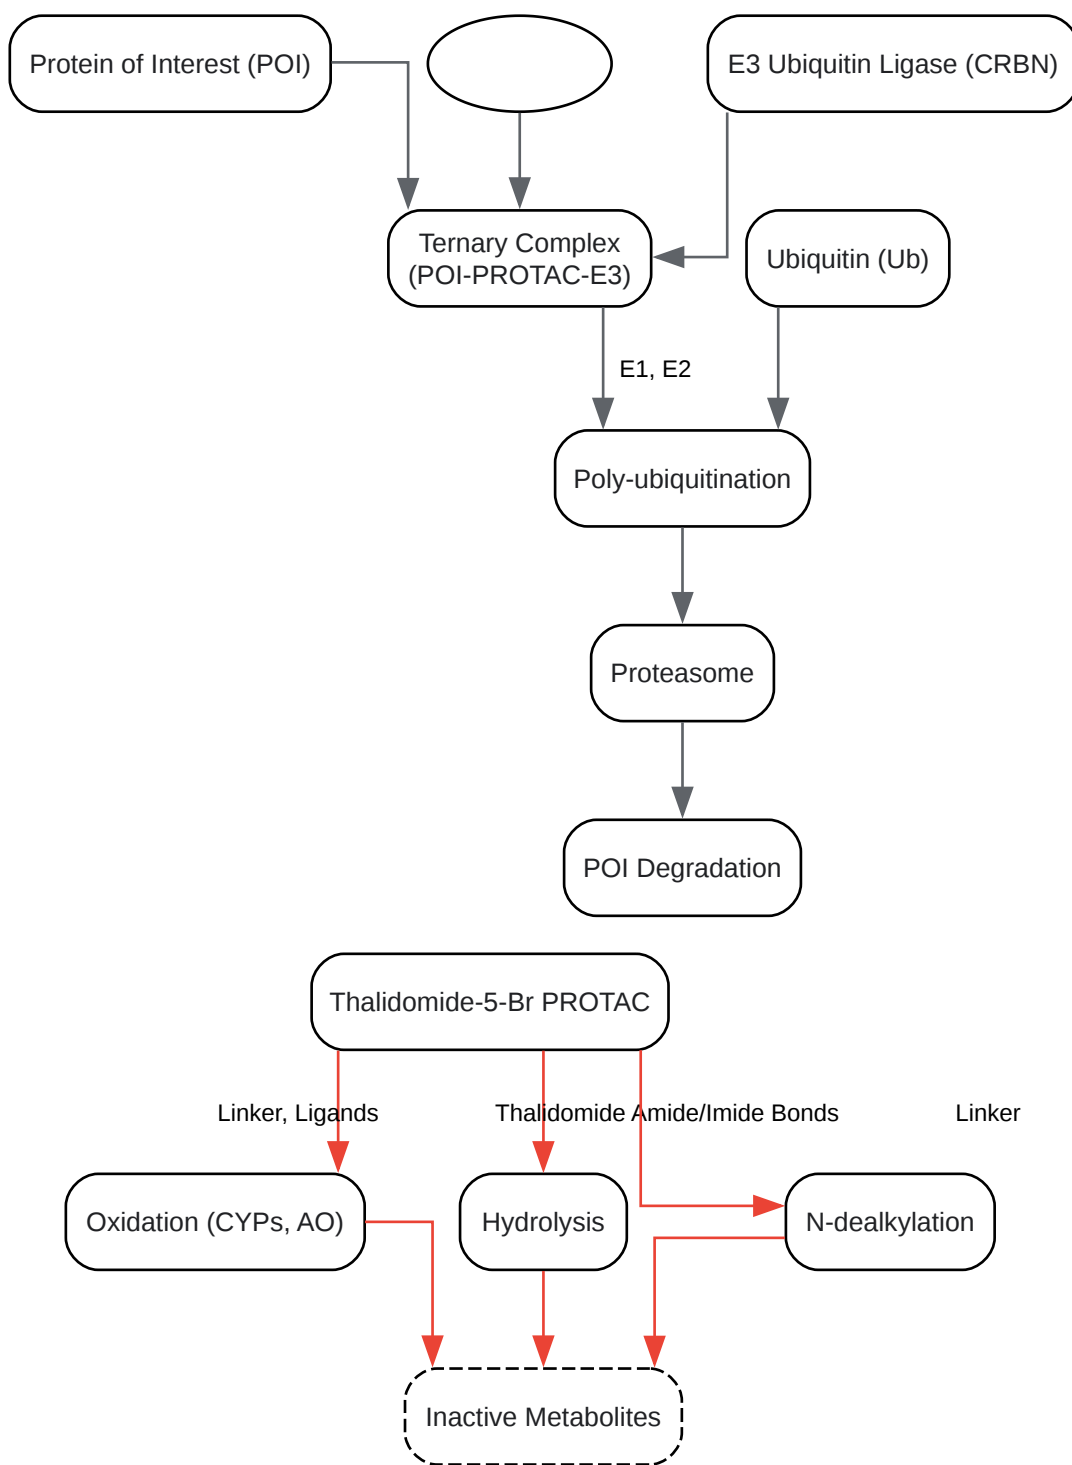 Protein of Interest (POI)
E3 Ubiquitin Ligase (CRBN)
Ternary Complex
(POI-PROTAC-E3)
Ubiquitin (Ub)
E1, E2
Poly-ubiquitination
Proteasome
POI Degradation
Thalidomide-5-Br PROTAC
Linker, Ligands
Thalidomide Amide/Imide Bonds
Linker
Oxidation (CYPs, AO)
Hydrolysis
N-dealkylation
Inactive Metabolites